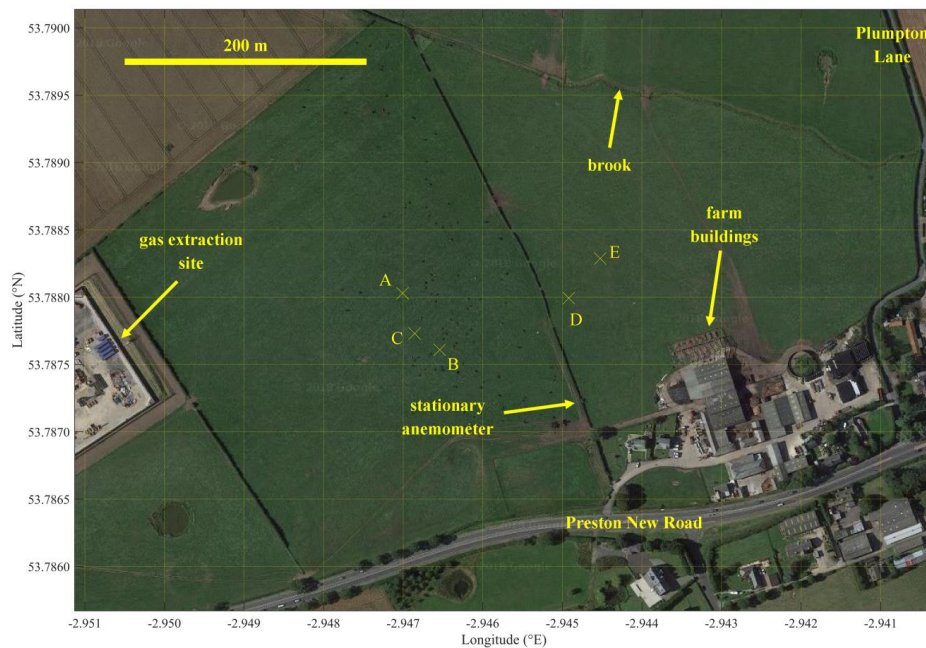 53.7900
53.7895
53.7890
53.7885
53.7880
53.7875
53.7870
53.7865
53.7860
Latitude (°N)
200 m
Plumpton
Lane
brook
farm
buildings
gas extraction
site
A
C
B
E
D
stationary
anemometer
Preston New Road
-2.951
-2.950
-2.949
-2.948
-2.947
-2.946
-2.945
-2.944
-2.943
-2.942
-2.941
Longitude (°E)